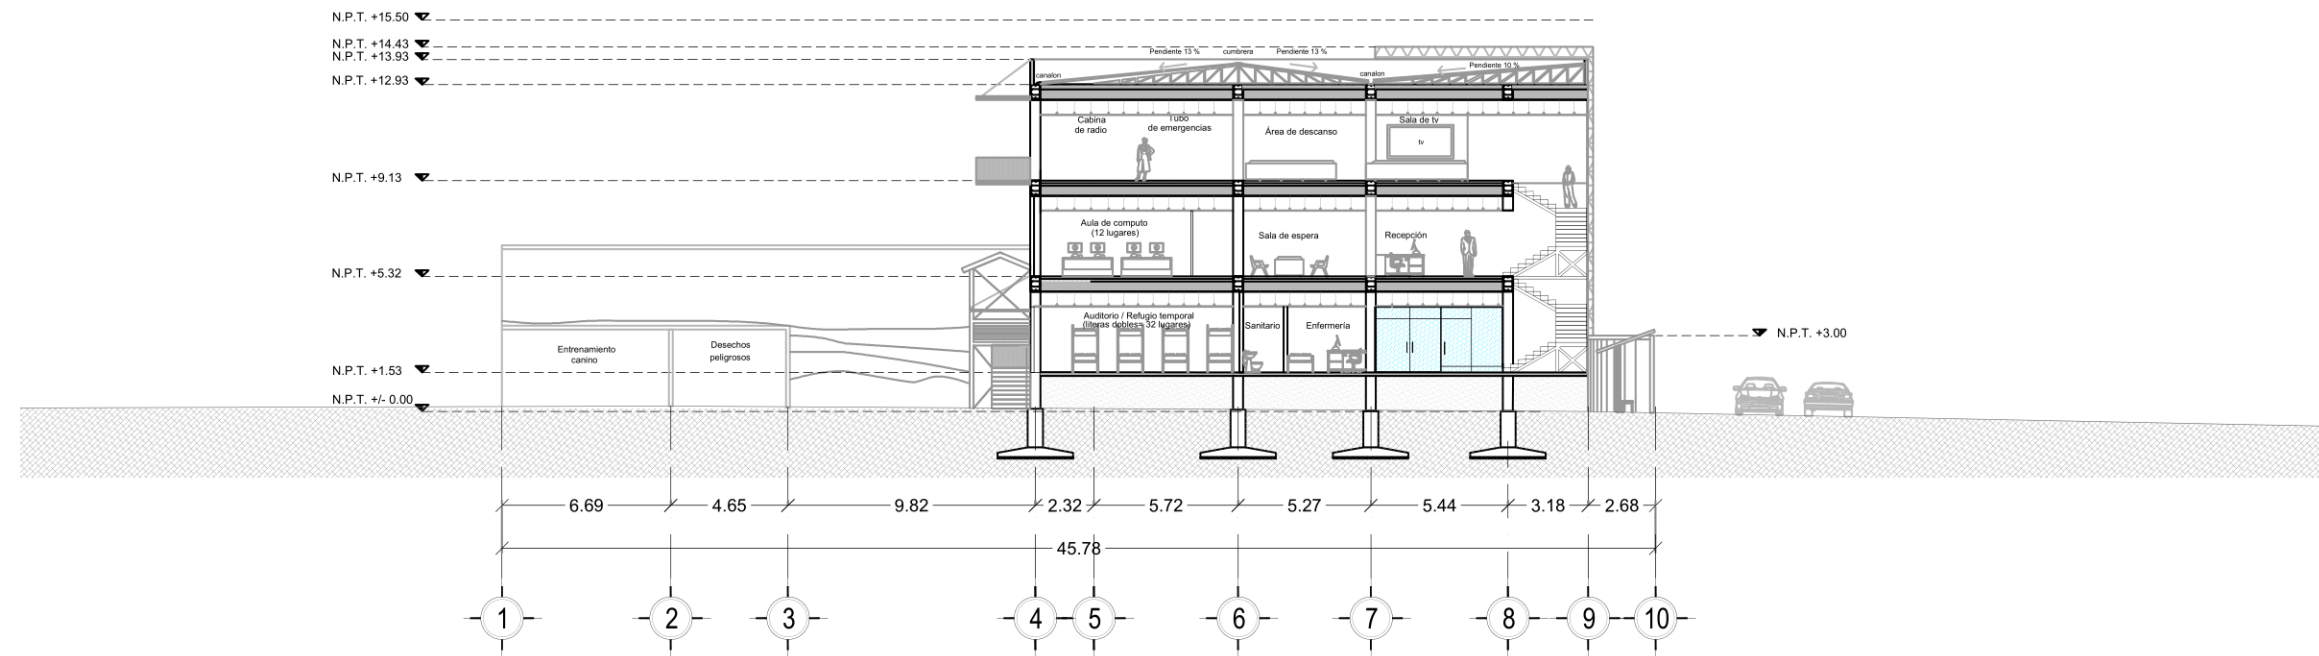 N.P.T. +15.50
N.P.T. +14.43
N.P.T. +13.93
Pendiente 13 %
cumbrera
Pendiente 13 %
Pendiente 10 %
canalon
canalon
N.P.T. +12.93
Cabina
de radio
Tubo
de emergencias
Área de descanso
Sala de tv
tv
N.P.T. +9.13
Aula de computo
(12 lugares)
Sala de espera
Recepción
N.P.T. +5.32
Auditorio / Refugio temporal
(literas dobles= 32 lugares)
Sanitario
Enfermería
N.P.T. +3.00
Entrenamiento
canino
Desechos
peligrosos
N.P.T. +1.53
N.P.T. +/- 0.00
6.69
4.65
9.82
2.32
5.72
5.27
5.44
3.18
2.68
45.78
1
2
3
4
5
6
7
8
9
10